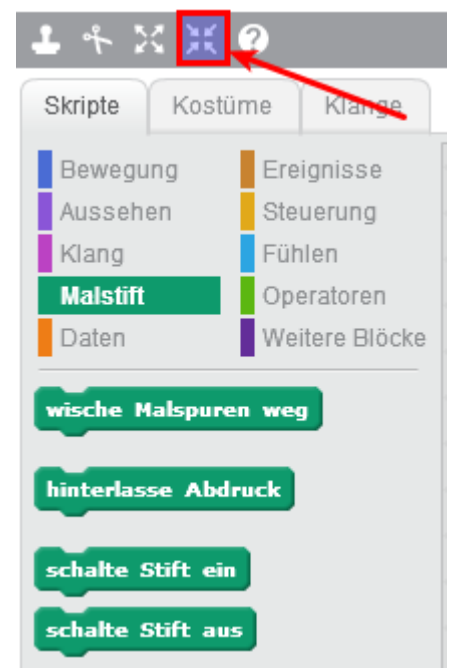 Skripte Kostüme Klänge
Bewegung Ereignisse
Aussehen Steuerung
Klang Fühlen
Malstift Operatoren
Daten Weitere Blöcke
wische Malspuren weg
hinterlasse Abdruck
schalte Stift ein
schalte Stift aus